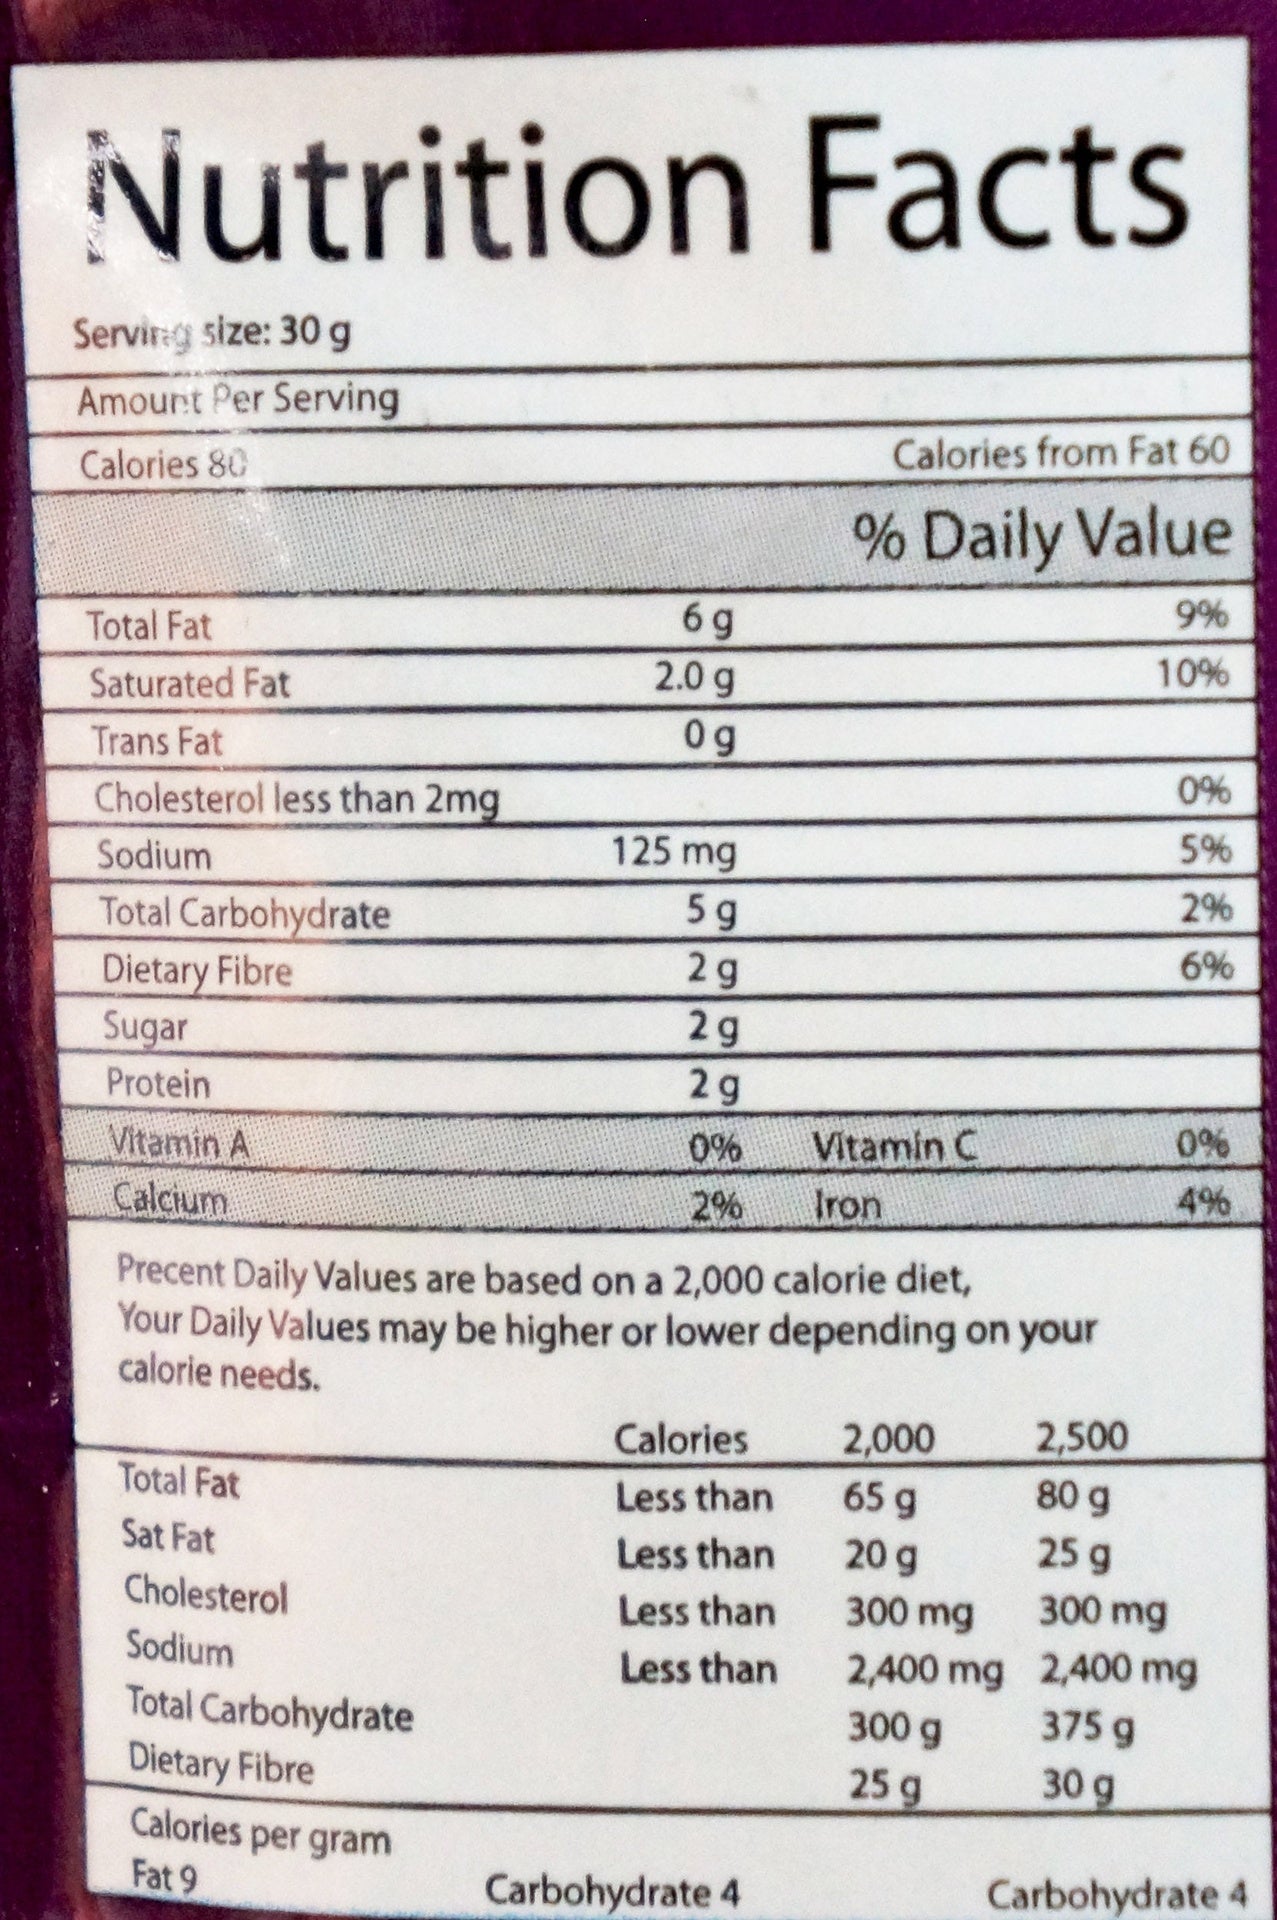 Nutrition Facts
Serving size: 30 g
Amount Per Serving
Calories 80 Calories from Fat 60
% Daily Value
Total Fat 6 g 9%
Saturated Fat 2.0 g 10%
Trans Fat 0 g
Cholesterol less than 2mg 0%
Sodium 125 mg 5%
Total Carbohydrate 5 g 2%
Dietary Fibre 2 g 6%
Sugar 2 g
Protein 2 g
Vitamin A 0% Vitamin C 0%
Calcium 2% Iron 4%
Precent Daily Values are based on a 2,000 calorie diet,
Your Daily Values may be higher or lower depending on your
calorie needs.
Calories 2,000 2,500
Total Fat Less than 65 g 80 g
Sat Fat Less than 20 g 25 g
Cholesterol Less than 300 mg 300 mg
Sodium Less than 2,400 mg 2,400 mg
Total Carbohydrate 300 g 375 g
Dietary Fibre 25 g 30 g
Calories per gram
Fat 9 Carbohydrate 4 Carbohydrate 4